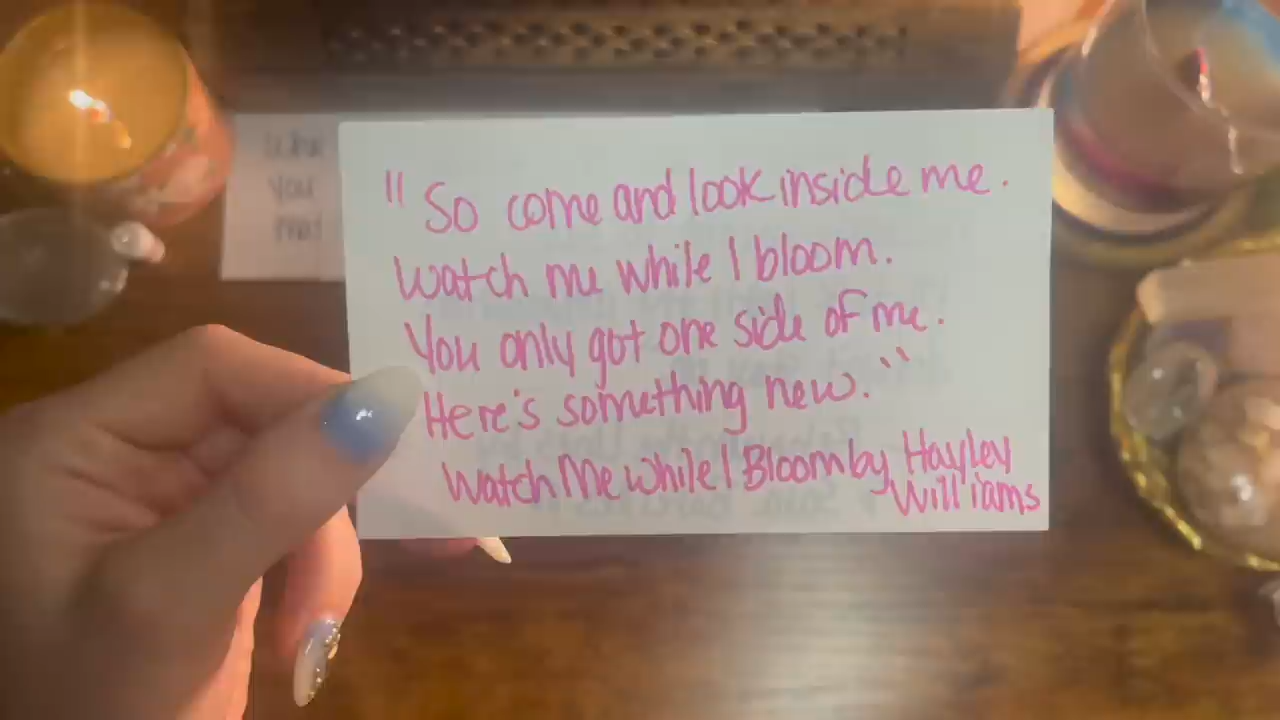 "So come and look inside me.
Watch me while I bloom.
You only got one side of me.
Here's something new."
Watch Me While I Bloom by Hayley
Williams
You